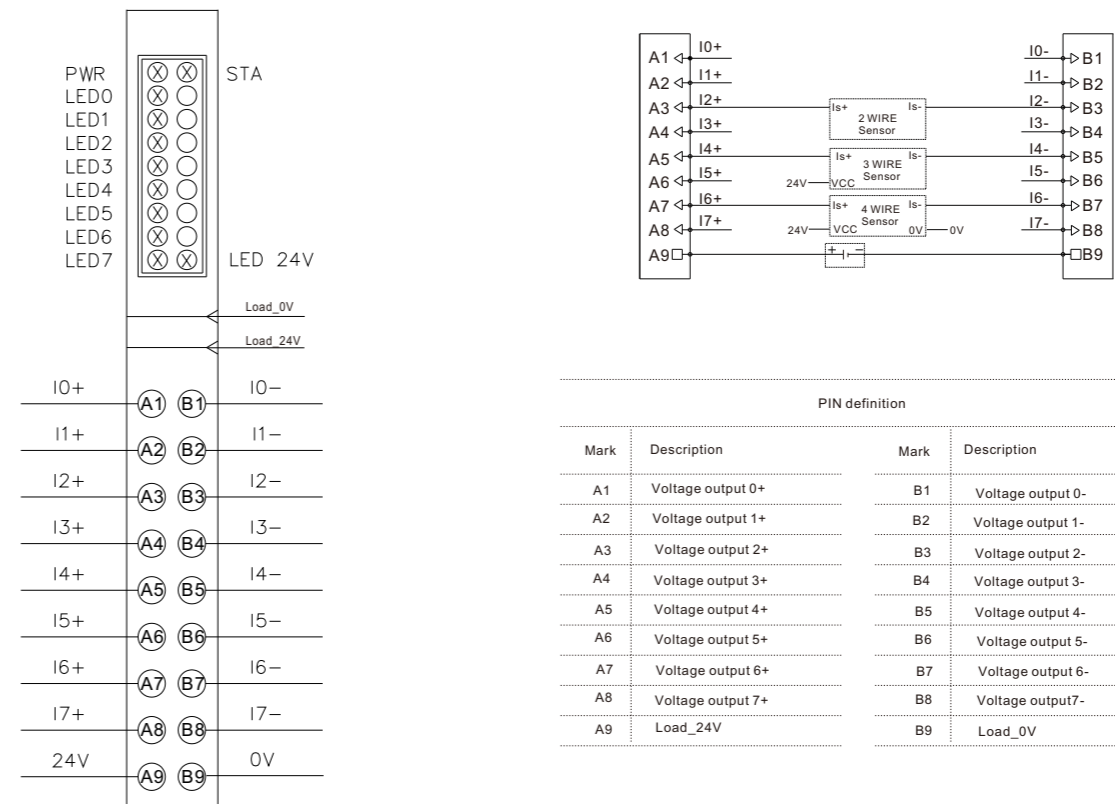 PWR STA
LED0
LED1
LED2
LED3
LED4
LED5
LED6
LED7 LED 24V
Load_0V
Load_24V
I0+ A1 B1 I0-
I1+ A2 B2 I1-
I2+ A3 B3 I2-
I3+ A4 B4 I3-
I4+ A5 B5 I4-
I5+ A6 B6 I5-
I6+ A7 B7 I6-
I7+ A8 B8 I7-
24V A9 B9 0V
A1 I0+ I0- B1
A2 I1+ I1- B2
A3 I2+ Is+ 2 WIRE Sensor Is- I2- B3
A4 I3+ I3- B4
A5 I4+ Is+ 3 WIRE Sensor Is- I4- B5
A6 I5+ 24V VCC I5- B6
A7 I6+ Is+ 4 WIRE Sensor Is- I6- B7
A8 I7+ 24V VCC 0V 0V I7- B8
A9 + - B9
PIN definition
Mark Description Mark Description
A1 Voltage output 0+ B1 Voltage output 0-
A2 Voltage output 1+ B2 Voltage output 1-
A3 Voltage output 2+ B3 Voltage output 2-
A4 Voltage output 3+ B4 Voltage output 3-
A5 Voltage output 4+ B5 Voltage output 4-
A6 Voltage output 5+ B6 Voltage output 5-
A7 Voltage output 6+ B7 Voltage output 6-
A8 Voltage output 7+ B8 Voltage output7-
A9 Load_24V B9 Load_0V